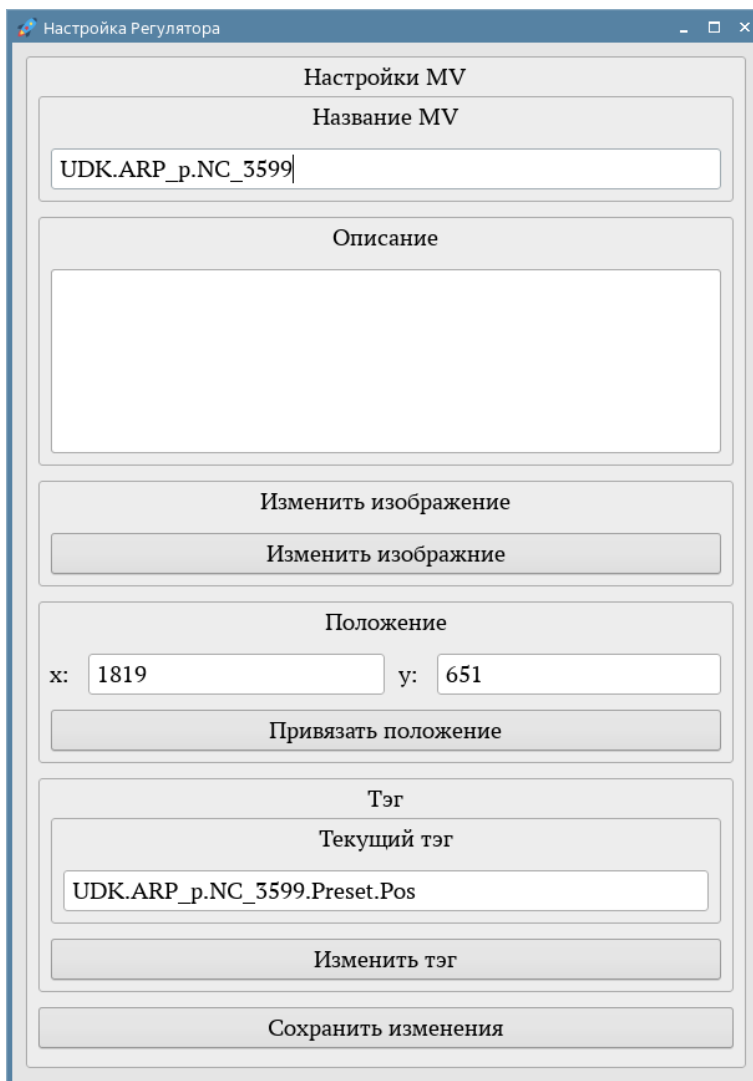 Настройка Регулятора
Настройки MV
Название MV
UDK.ARP_p.NC_3599
Описание
Изменить изображение
Изменить изображние
Положение
x: 1819 y: 651
Привязать положение
Тэг
Текущий тэг
UDK.ARP_p.NC_3599.Preset.Pos
Изменить тэг
Сохранить изменения